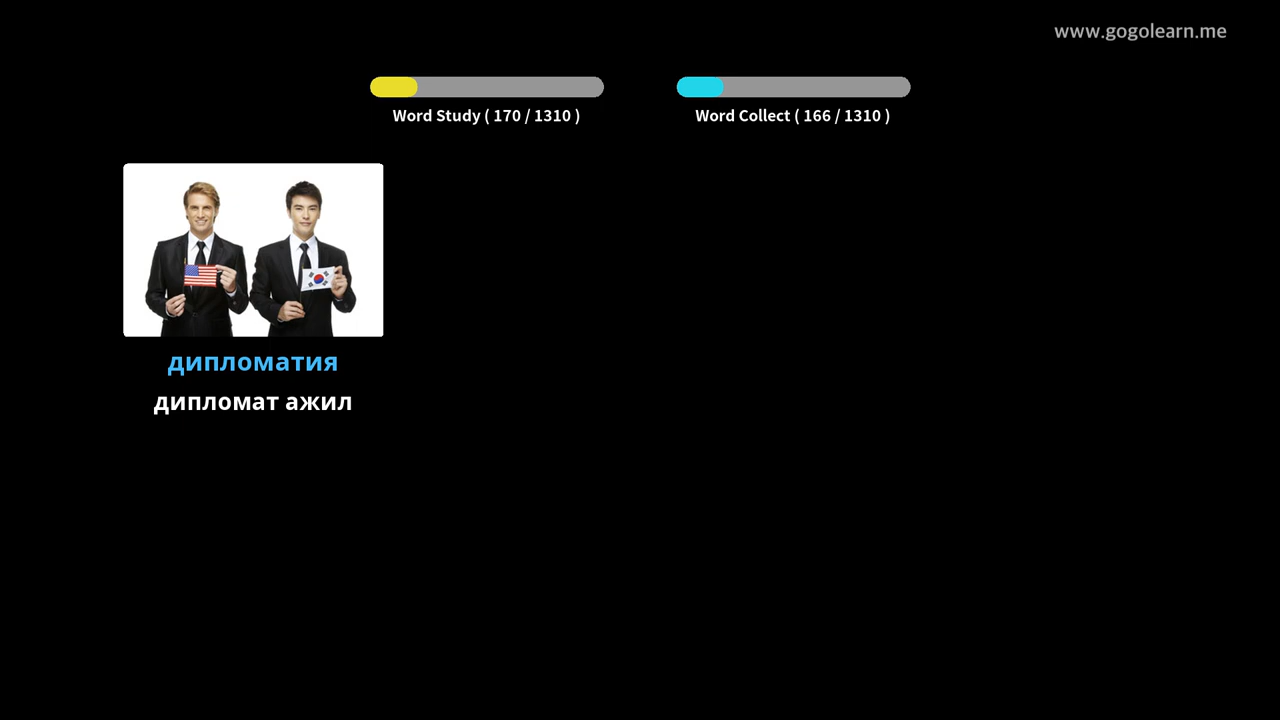 www.gogolearn.me
Word Study ( 170 / 1310 )
Word Collect ( 166 / 1310 )
дипломатия
дипломат ажил